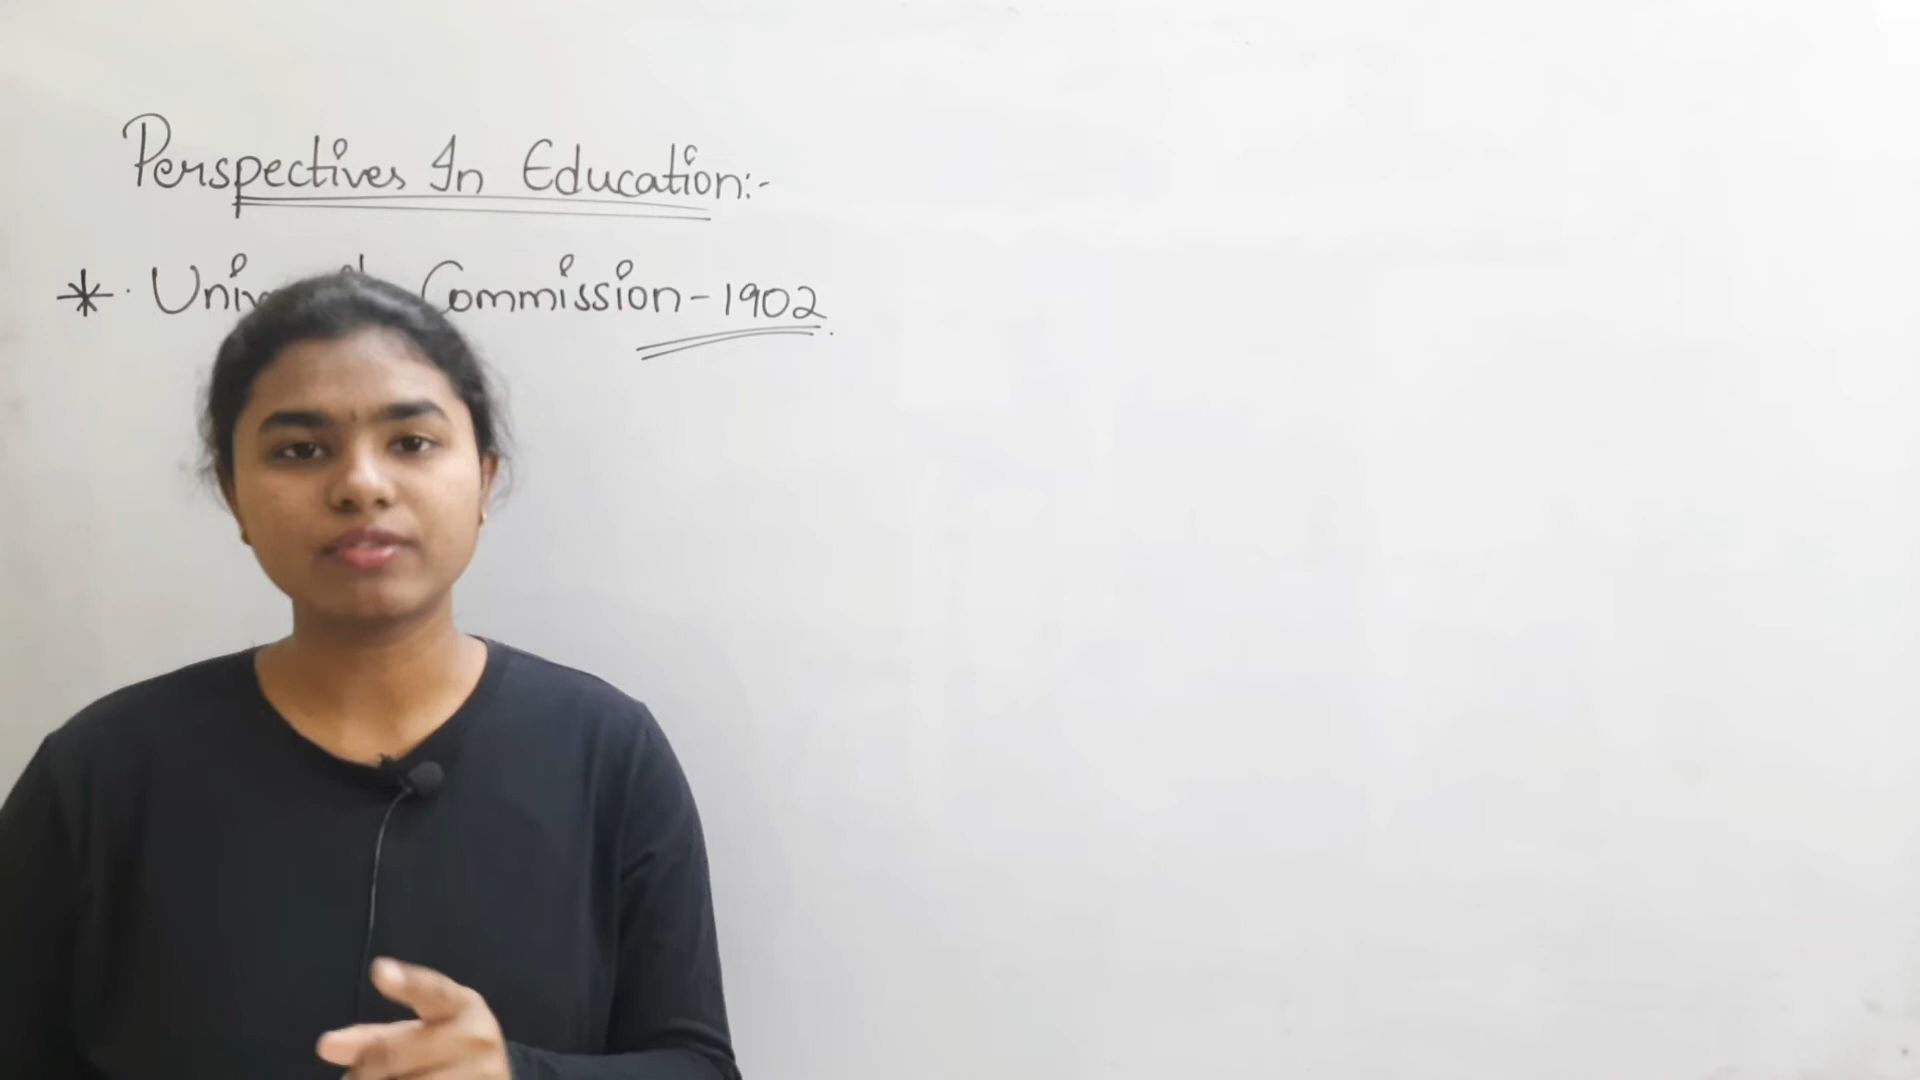 Perspectives In Education:-
* Commission - 1902.